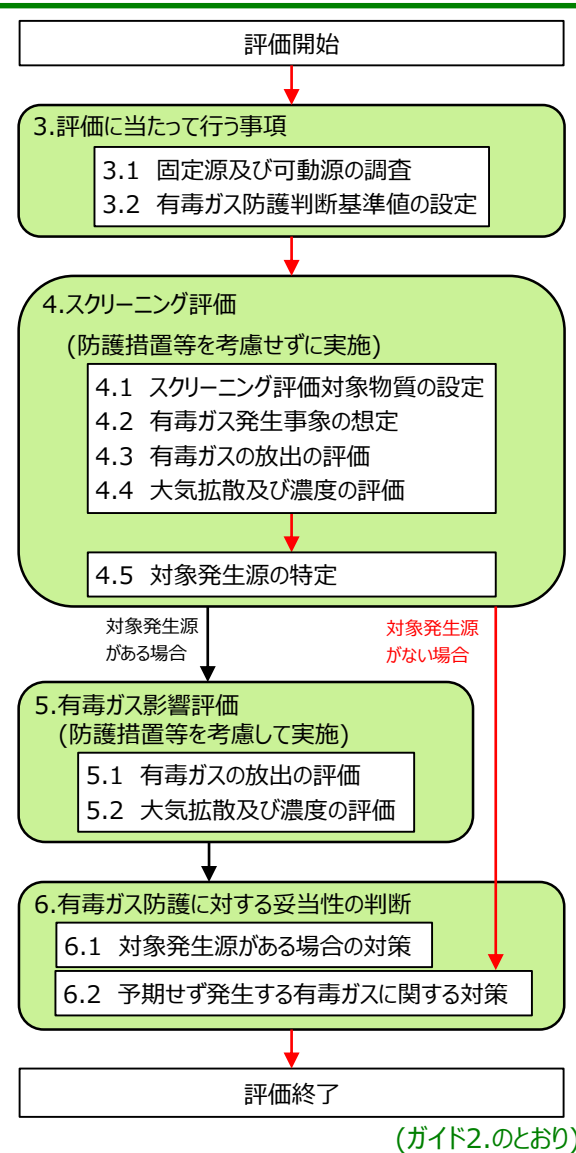 評価開始
3.評価に当たって行う事項
3.1 固定源及び可動源の調査
3.2 有毒ガス防護判断基準値の設定
4.スクリーニング評価
(防護措置等を考慮せずに実施)
4.1 スクリーニング評価対象物質の設定
4.2 有毒ガス発生事象の想定
4.3 有毒ガスの放出の評価
4.4 大気拡散及び濃度の評価
4.5 対象発生源の特定
対象発生源
がある場合
対象発生源
がない場合
5.有毒ガス影響評価
(防護措置等を考慮して実施)
5.1 有毒ガスの放出の評価
5.2 大気拡散及び濃度の評価
6.有毒ガス防護に対する妥当性の判断
6.1 対象発生源がある場合の対策
6.2 予期せず発生する有毒ガスに関する対策
評価終了
(ガイド2.のとおり)